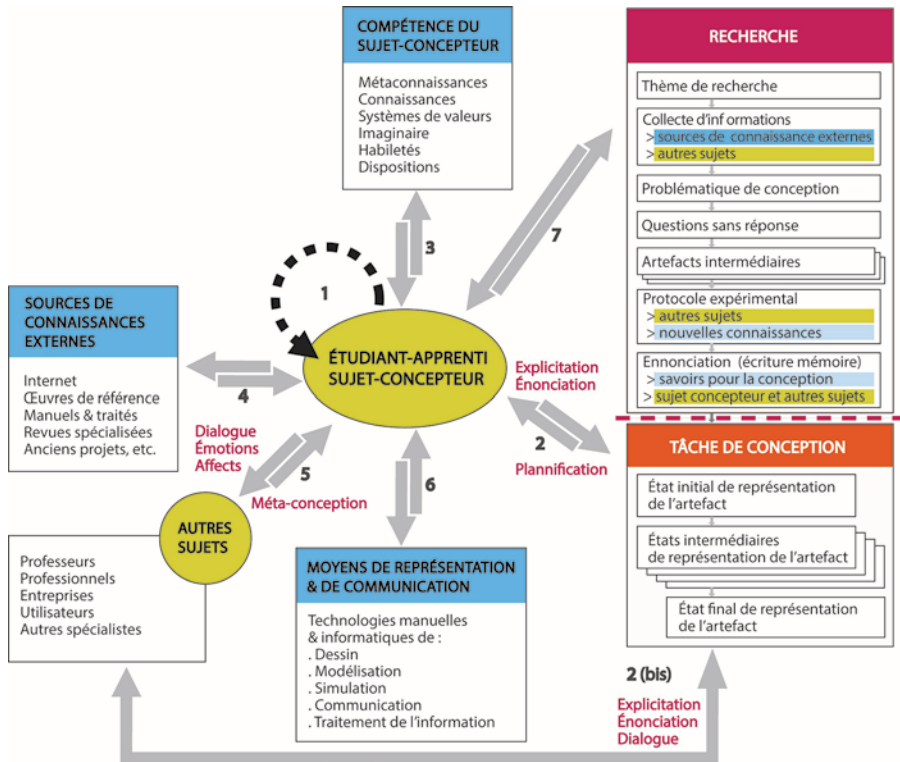 COMPÉTENCE DU
SUJET-CONCEPTEUR
Métaconnaissances
Connaissances
Systèmes de valeurs
Imaginaire
Habiletés
Dispositions
RECHERCHE
Thème de recherche
Collecte d'inf ormations
> sources de connaissance externes
> autres sujets
Problématique de conception
Questions sans réponse
Artefacts intermédiaires
Protocole expérimental
> autres sujets
> nouvelles connaissances
Ennonciation (écriture mémoire)
> savoirs pour la conception
> sujet concepteur et autres sujets
3
7
1
SOURCES DE
CONNAISSANCES
EXTERNES
Internet
Œuvres de référence
Manuels & traités
Revues spécialisées
Anciens projets, etc.
4
ÉTUDIANT-APPRENTI
SUJET-CONCEPTEUR
Explicitation
Énonciation
2
Plannification
Dialogue
Émotions
Affects
5
Méta-conception
6
AUTRES
SUJETS
Professeurs
Professionnels
Entreprises
Utilisateurs
Autres spécialistes
MOYENS DE REPRÉSENTATION
& DE COMMUNICATION
Technologies manuelles
& informatiques de :
. Dessin
. Modélisation
. Simulation
. Communication
. Traitement de l'information
TÂCHE DE CONCEPTION
État initial de représentation
de l'artefact
États intermédiaires
de représentation de l'artefact
État final de représentation
de l'artefact
2 (bis)
Explicitation
Énonciation
Dialogue